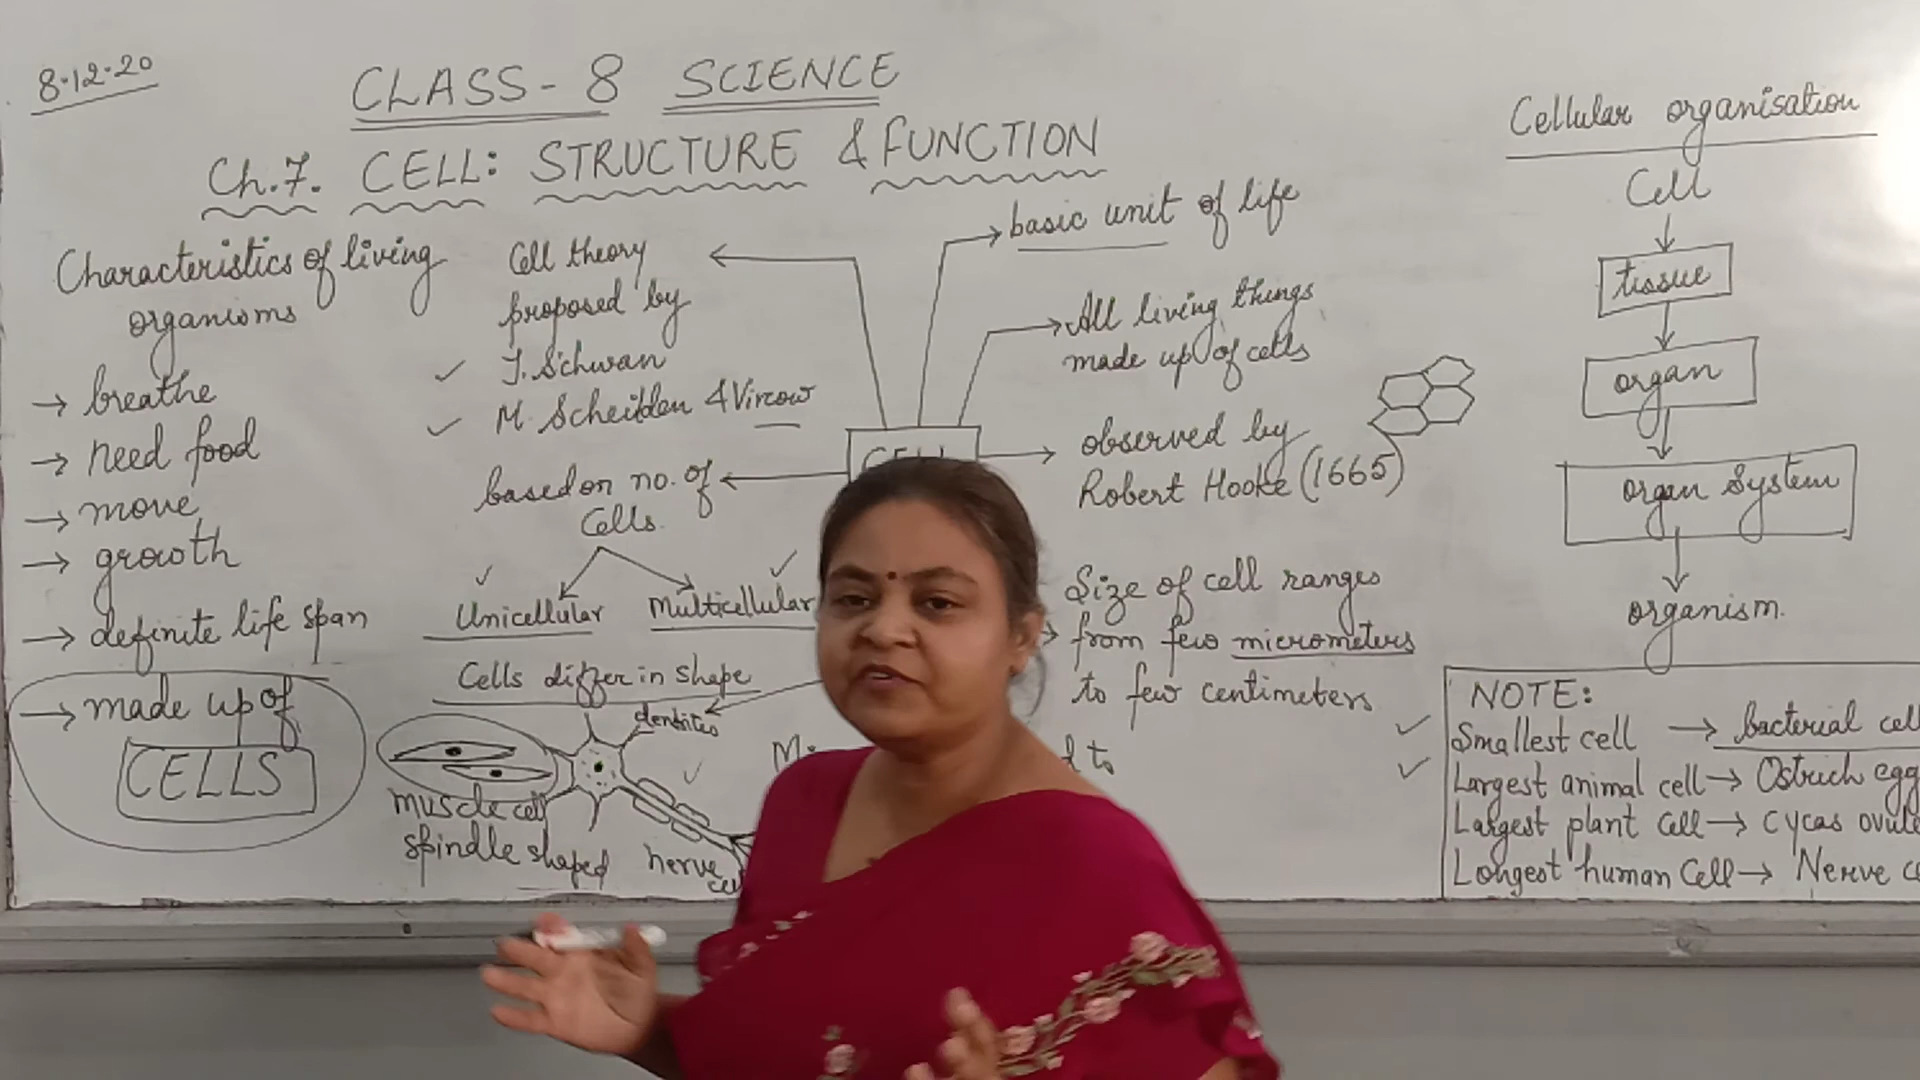 8.12.20
CLASS-8 SCIENCE
Ch.7. CELL: STRUCTURE & FUNCTION
Characteristics of living
organisms
→ breathe
→ need food
→ move
→ growth
→ definite life span
→ made up of
CELLS
Cell theory
proposed by
T. Schwan
M. Scheilden & Vircow
based on no. of
Cells.
Unicellular
Multicellular
Cells differ in shape
dendrites
muscle cell
spindle shaped
nerve
CELL
basic unit of life
All living things
made up of cells
observed by
Robert Hooke (1665)
Size of cell ranges
from few micrometers
to few centimeters
to
Cellular organisation
Cell
tissue
organ
organ system
organism.
NOTE:
Smallest cell → bacterial cell
Largest animal cell → Ostrich egg
Largest plant cell → cycas ovule
Longest human cell → Nerve